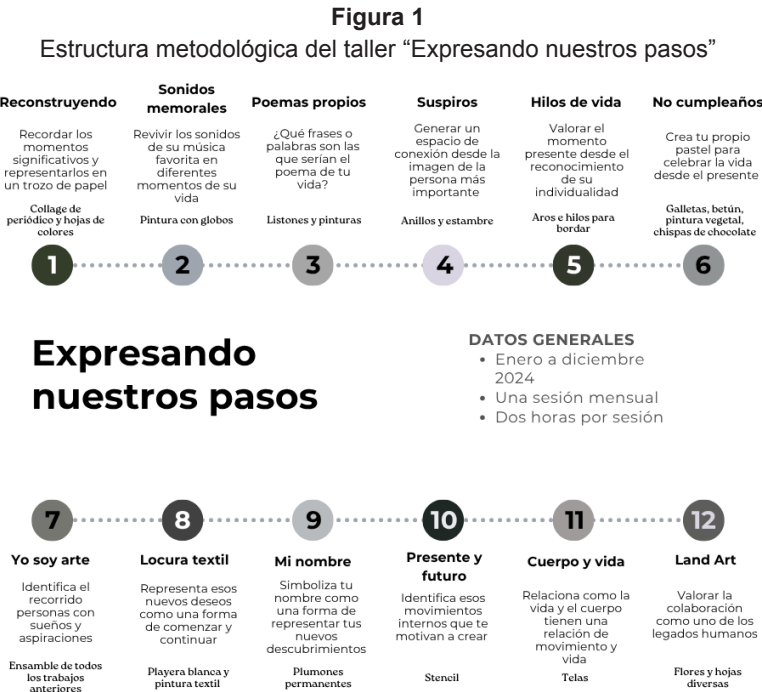 Figura 1
Estructura metodológica del taller “Expresando nuestros pasos”
Reconstruyendo
Recordar los
momentos
significativos y
representarlos en
un trozo de papel
Collage de
periódico y hojas de
colores
1
Sonidos
memorales
Revivir los sonidos
de su música
favorita en
diferentes
momentos de su
vida
Pintura con globos
2
Poemas propios
¿Qué frases o
palabras son las
que serían el
poema de tu
vida?
Listones y pinturas
3
Suspiros
Generar un
espacio de
conexión desde la
imagen de la
persona más
importante
Anillos y estambre
4
Hilos de vida
Valorar el
momento
presente desde el
reconocimiento
de su
individualidad
Aros e hilos para
bordar
5
No cumpleaños
Crea tu propio
pastel para
celebrar la vida
desde el presente
Galletas, betún,
pintura vegetal,
chispas de chocolate
6
Expresando
nuestros pasos
DATOS GENERALES
• Enero a diciembre
2024
• Una sesión mensual
• Dos horas por sesión
7
Yo soy arte
Identifica el
recorrido
personas con
sueños y
aspiraciones
Ensamble de todos
los trabajos
anteriores
8
Locura textil
Representa esos
nuevos deseos
como una forma
de comenzar y
continuar
Playera blanca y
pintura textil
9
Mi nombre
Simboliza tu
nombre como
una forma de
representar tus
nuevos
descubrimientos
Plumones
permanentes
10
Presente y
futuro
Identifica esos
movimientos
internos que te
motivan a crear
Stencil
11
Cuerpo y vida
Relaciona como la
vida y el cuerpo
tienen una
relación de
movimiento y
vida
Telas
12
Land Art
Valorar la
colaboración
como uno de los
legados humanos
Flores y hojas
diversas